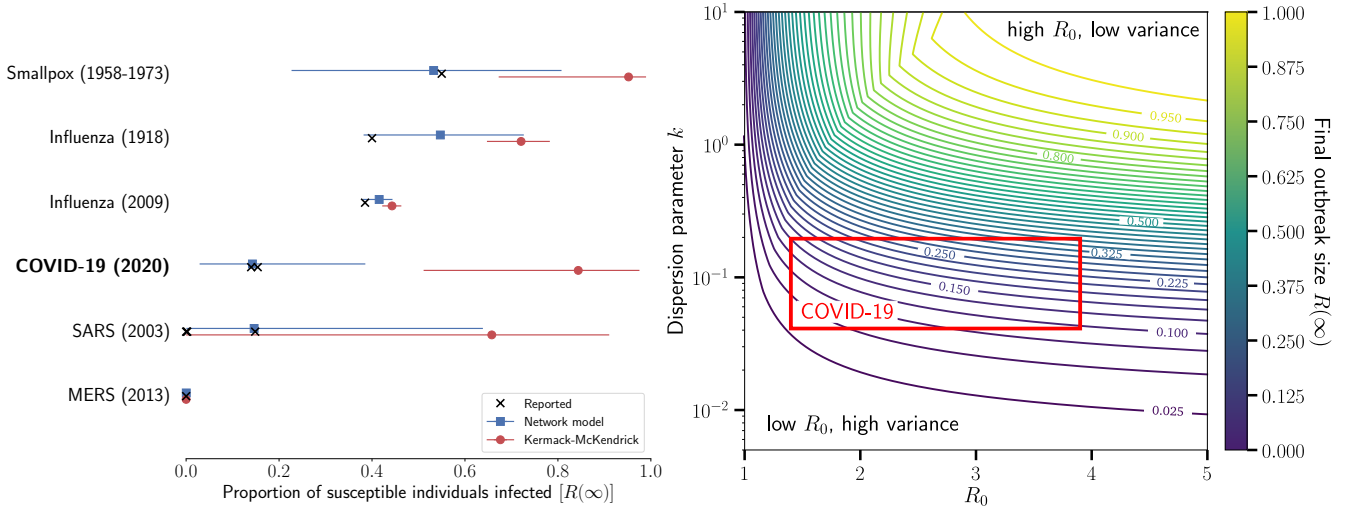 Smallpox (1958-1973)
Influenza (1918)
Influenza (2009)
COVID-19 (2020)
SARS (2003)
MERS (2013)
Reported
Network model
Kermack-McKendrick
0.0 0.2 0.4 0.6 0.8 1.0
Proportion of susceptible individuals infected [R(∞)]
Dispersion parameter k
10¹
10⁰
10⁻¹
10⁻²
high R₀, low variance
0.950
0.900
0.800
0.500
0.325
0.250
0.225
0.150
0.100
0.025
COVID-19
low R₀, high variance
1 2 3 4 5
R₀
1.000
0.875
0.750
0.625
0.500
0.375
0.250
0.125
0.000
Final outbreak size R(∞)